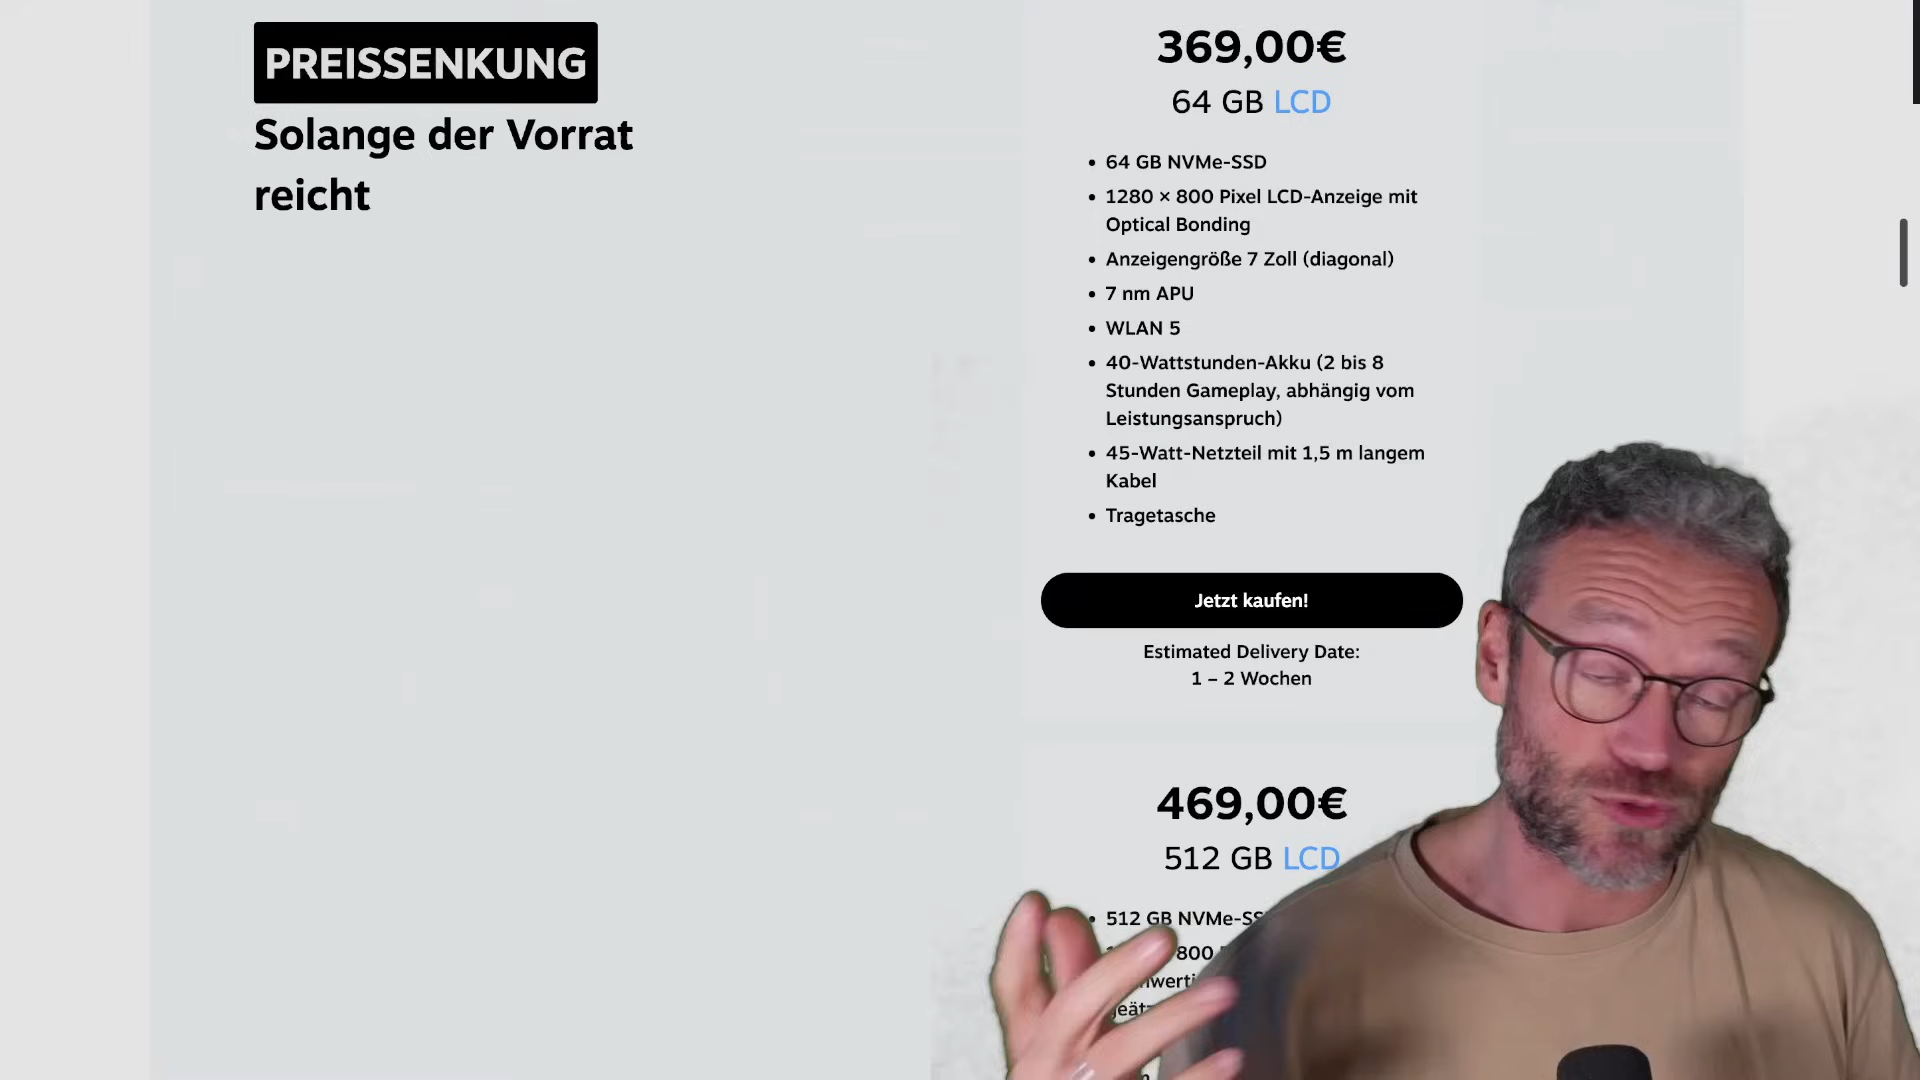 PREISSENKUNG
Solange der Vorrat
reicht
369,00€
64 GB LCD
• 64 GB NVMe-SSD
• 1280 × 800 Pixel LCD-Anzeige mit
Optical Bonding
• Anzeigengröße 7 Zoll (diagonal)
• 7 nm APU
• WLAN 5
• 40-Wattstunden-Akku (2 bis 8
Stunden Gameplay, abhängig vom
Leistungsanspruch)
• 45-Watt-Netzteil mit 1,5 m langem
Kabel
• Tragetasche
Jetzt kaufen!
Estimated Delivery Date:
1 – 2 Wochen
469,00€
512 GB LCD
• 512 GB
800